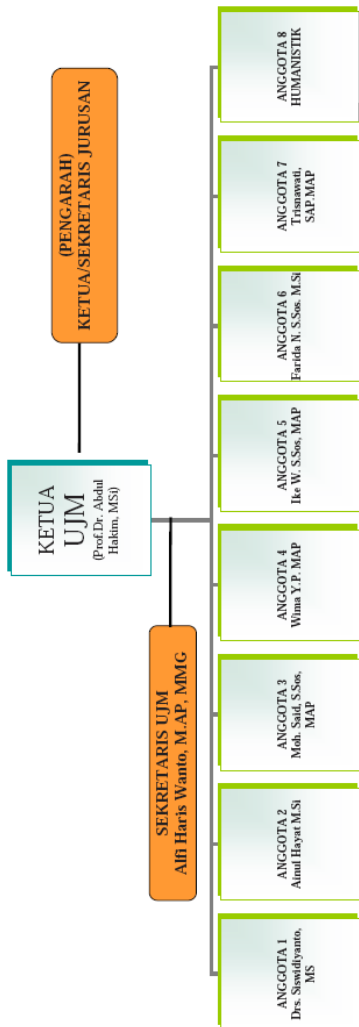 KETUA
UJM
(Prof.Dr. Abdul
Hakim, MSi)
(PENGARAH)
KETUA/SEKRETARIS JURUSAN
SEKRETARIS UJM
Alfi Haris Wanto, M.AP, MMG
ANGGOTA 1
Drs. Siswidiyanto,
MS
ANGGOTA 2
Ainul Hayat M.Si
ANGGOTA 3
Moh. Said, S.Sos,
MAP
ANGGOTA 4
Wima Y.P. MAP
ANGGOTA 5
Ike W. S.Sos, MAP
ANGGOTA 6
Farida N. S.Sos. M.Si
ANGGOTA 7
Trisnawati,
SAP.MAP
ANGGOTA 8
HUMANISTIK